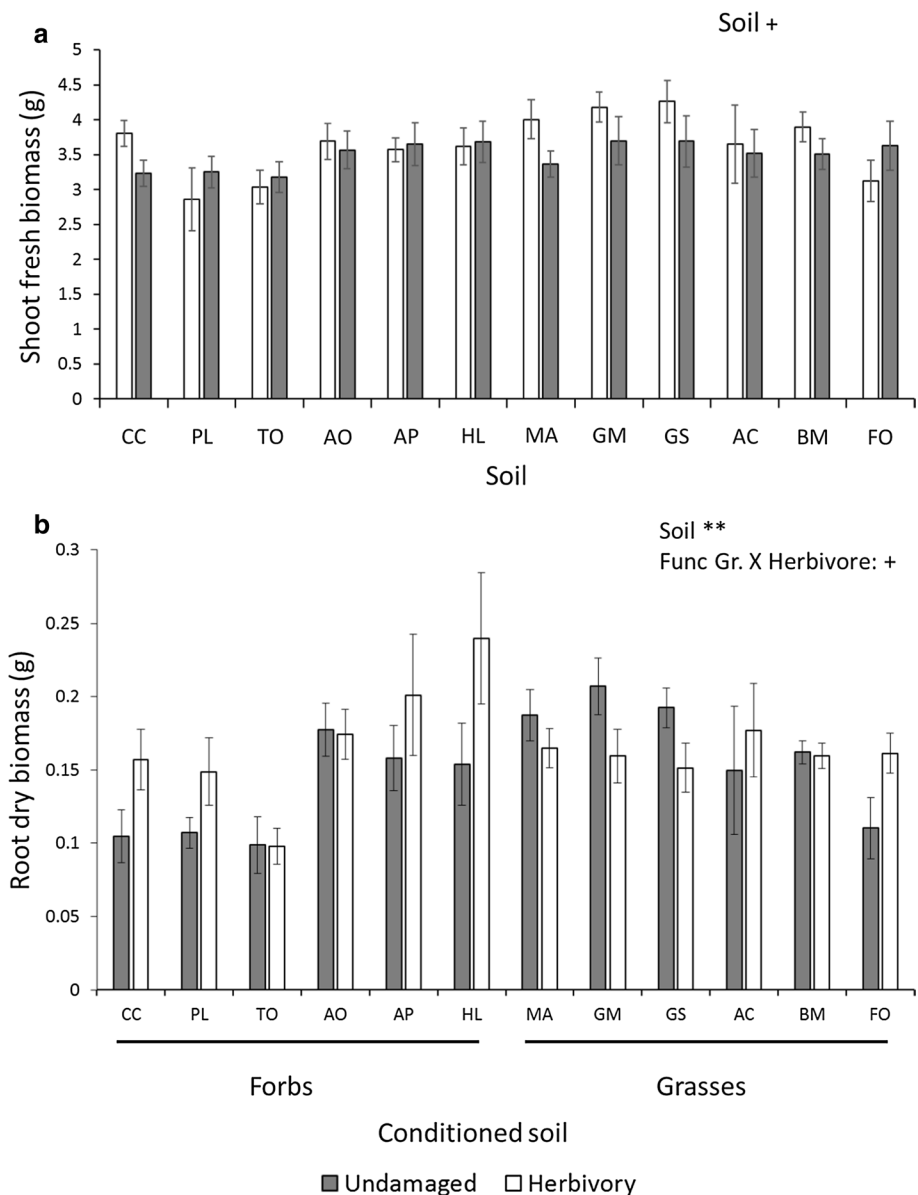 a
Soil +
5
4.5
4
3.5
3
2.5
2
1.5
1
0.5
0
Shoot fresh biomass (g)
CC PL TO AO AP HL MA GM GS AC BM FO
Soil
b
Soil **
Func Gr. X Herbivore: +
0.3
0.25
0.2
0.15
0.1
0.05
0
Root dry biomass (g)
CC PL TO AO AP HL MA GM GS AC BM FO
Forbs Grasses
Conditioned soil
Undamaged Herbivory